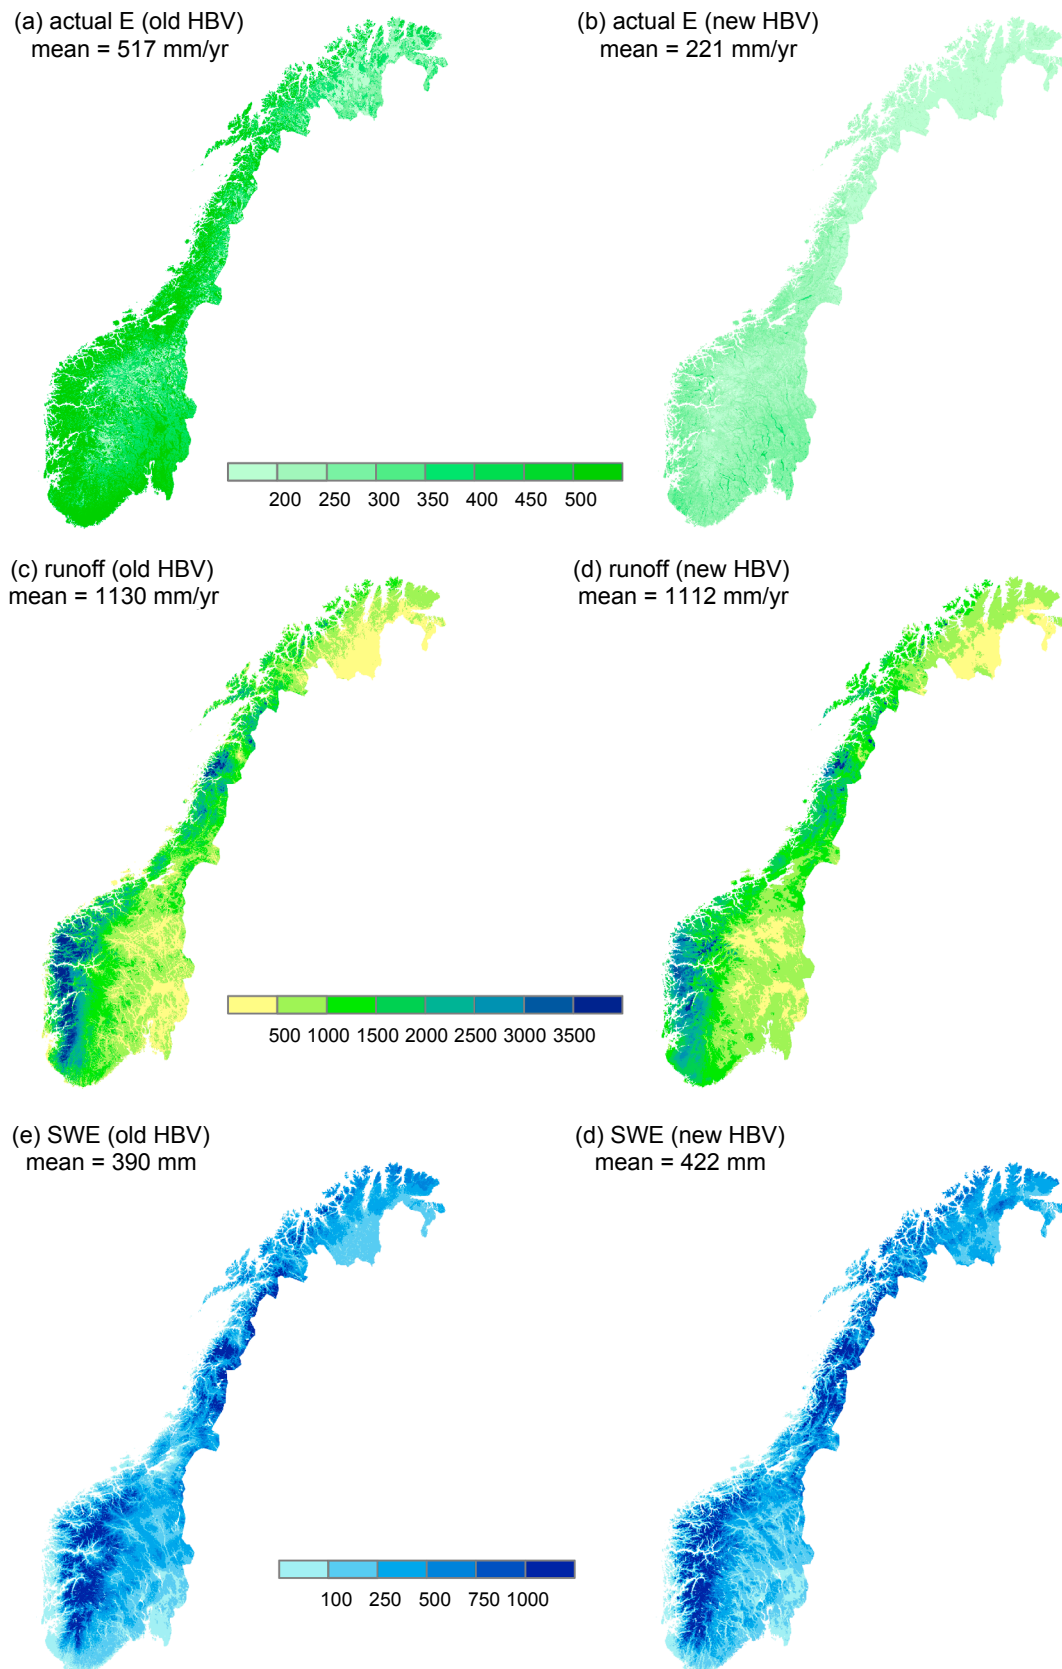 (a) actual E (old HBV)
mean = 517 mm/yr
(b) actual E (new HBV)
mean = 221 mm/yr
200 250 300 350 400 450 500
(c) runoff (old HBV)
mean = 1130 mm/yr
(d) runoff (new HBV)
mean = 1112 mm/yr
500 1000 1500 2000 2500 3000 3500
(e) SWE (old HBV)
mean = 390 mm
(d) SWE (new HBV)
mean = 422 mm
100 250 500 750 1000